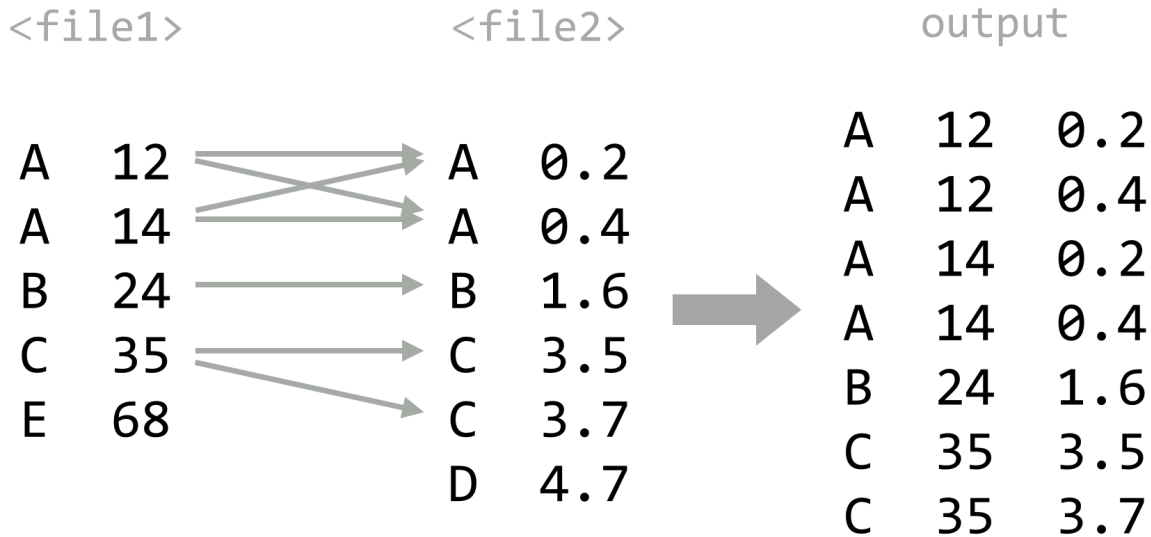 <file1>
A 12
A 14
B 24
C 35
E 68
<file2>
A 0.2
A 0.4
B 1.6
C 3.5
C 3.7
D 4.7
output
A 12 0.2
A 12 0.4
A 14 0.2
A 14 0.4
B 24 1.6
C 35 3.5
C 35 3.7